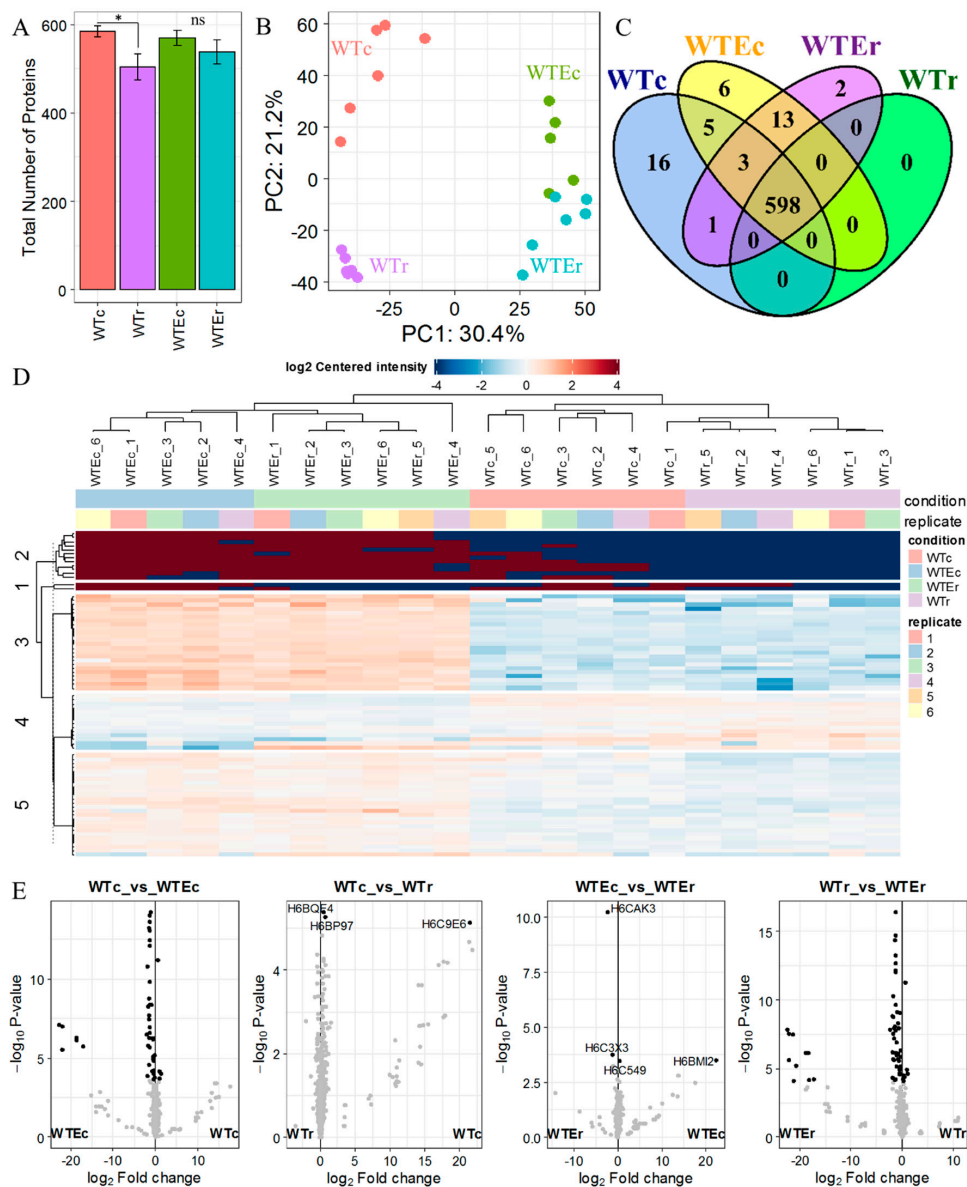 A
Total Number of Proteins
600
400
200
0
*
ns
WTc
WTr
WTEc
WTEr
B
PC2: 21.2%
60
40
20
0
-20
-40
WTc
WTEc
WTr
WTEr
-25
0
25
50
PC1: 30.4%
C
WTc
WTEc
WTEr
WTr
6
2
5
13
0
16
3
0
0
598
1
0
0
0
0
D
log2 Centered intensity
-4
-2
0
2
4
WTEc_6
WTEc_1
WTEc_3
WTEc_2
WTEc_4
WTEr_1
WTEr_2
WTEr_3
WTEr_6
WTEr_5
WTEr_4
WTc_5
WTc_6
WTc_3
WTc_2
WTc_4
WTc_1
WTr_5
WTr_2
WTr_4
WTr_6
WTr_1
WTr_3
condition
replicate
2
1
3
4
5
condition
WTc
WTEc
WTEr
WTr
replicate
1
2
3
4
5
6
E
WTc_vs_WTEc
−log10 P-value
10
5
0
WTEc
WTc
-20
-10
0
10
log2 Fold change
WTc_vs_WTr
−log10 P-value
H6BQE4
H6BP97
H6C9E6
4
2
0
WTr
WTc
0
5
10
15
20
log2 Fold change
WTEc_vs_WTEr
−log10 P-value
H6CAK3
H6C3X3
H6C549
H6BMI2
10.0
7.5
5.0
2.5
0.0
WTEr
WTEc
-10
0
10
20
log2 Fold change
WTr_vs_WTEr
−log10 P-value
15
10
5
0
WTEr
WTr
-20
-10
0
10
log2 Fold change